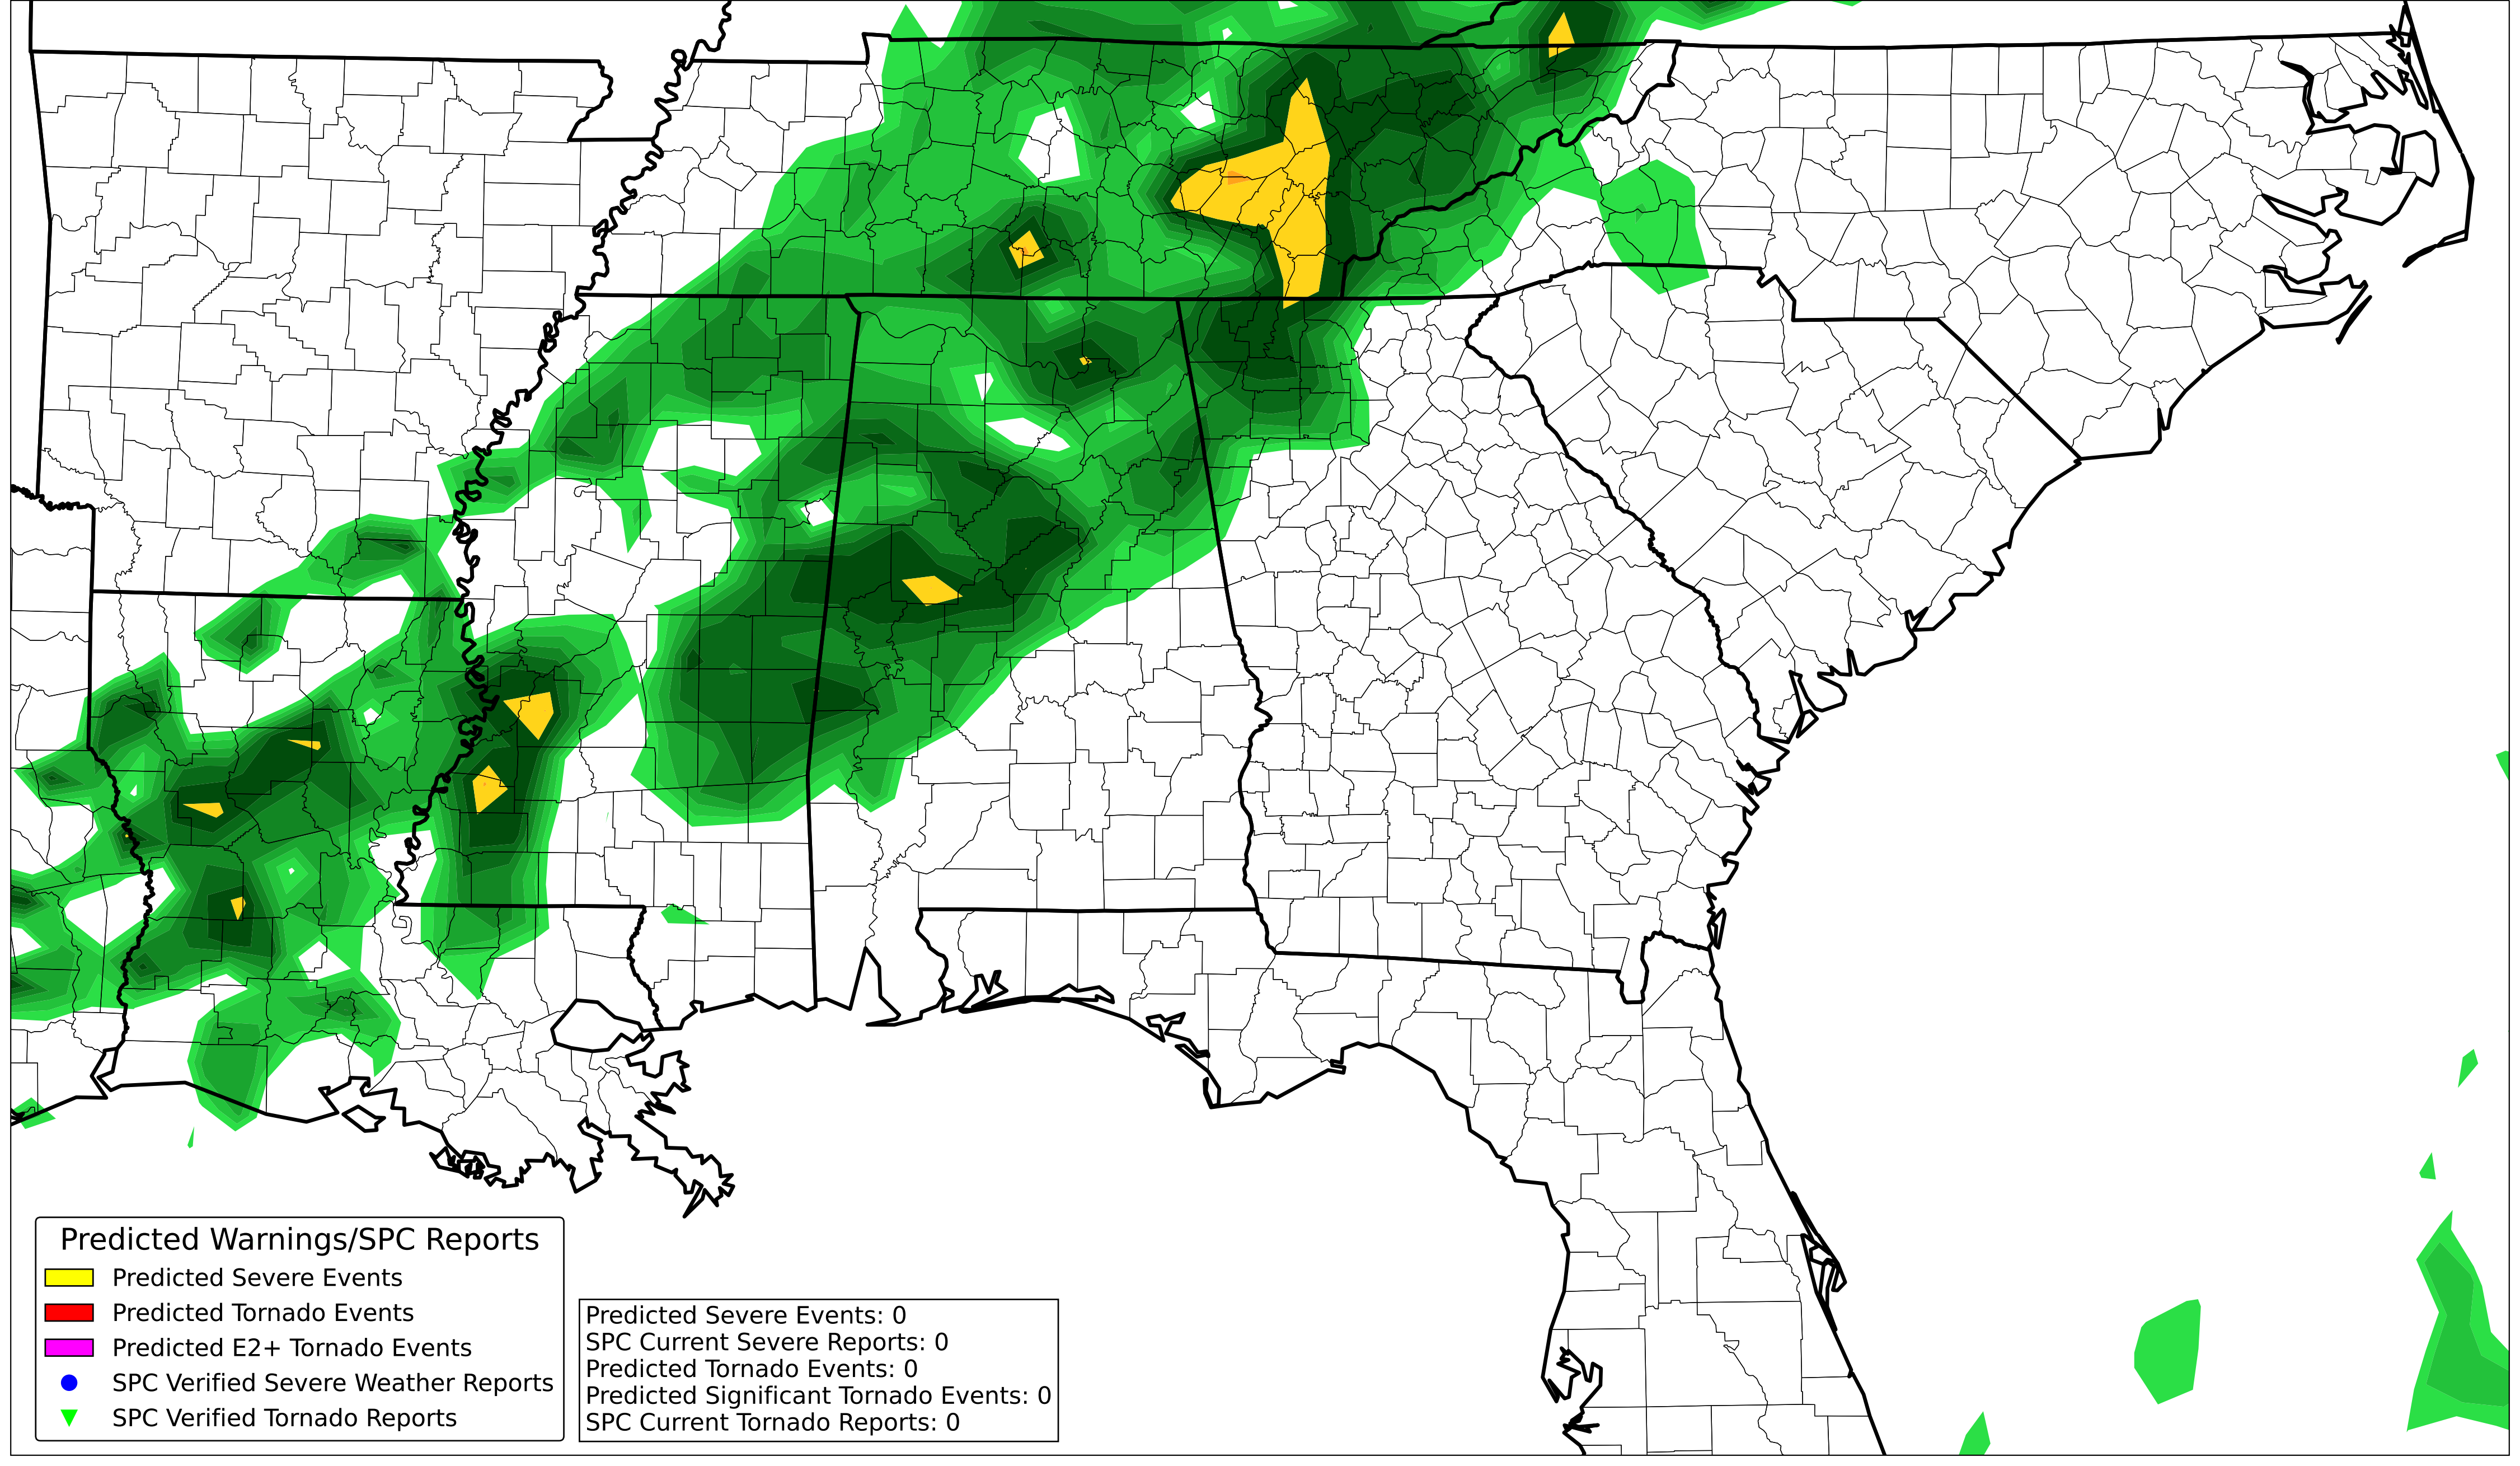 Predicted Warnings/SPC Reports
Predicted Severe Events
Predicted Tornado Events
Predicted E2+ Tornado Events
SPC Verified Severe Weather Reports
SPC Verified Tornado Reports
Predicted Severe Events: 0
SPC Current Severe Reports: 0
Predicted Tornado Events: 0
Predicted Significant Tornado Events: 0
SPC Current Tornado Reports: 0